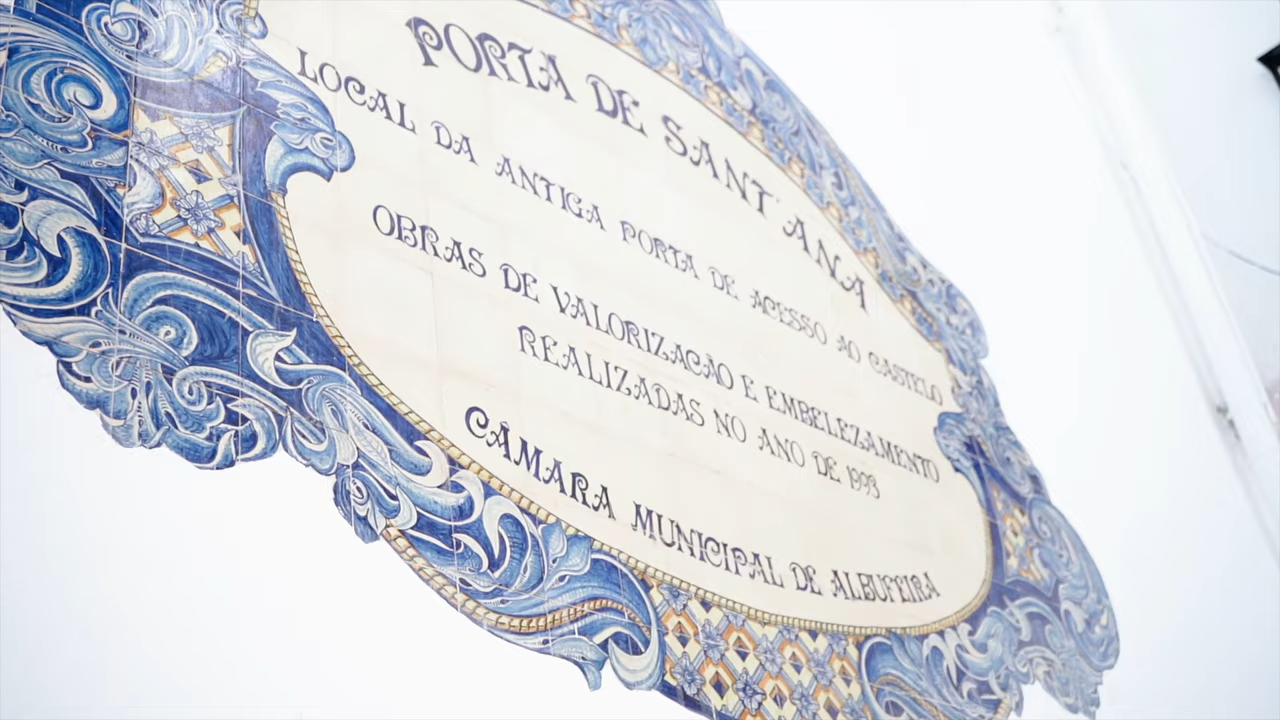 PORTA DE SANT'ANA
LOCAL DA ANTIGA PORTA DE ACESSO AO CASTELO
OBRAS DE VALORIZACAO E EMBELEZAMENTO
REALIZADAS NO ANO DE 1993
CÂMARA MUNICIPAL DE ALBUFEIRA